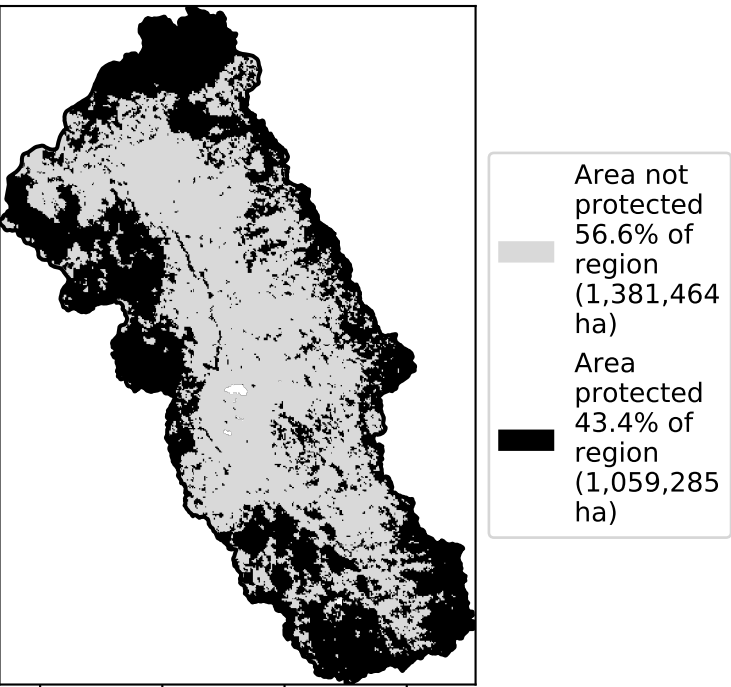 Area not
protected
56.6% of
region
(1,381,464
ha)
Area
protected
43.4% of
region
(1,059,285
ha)